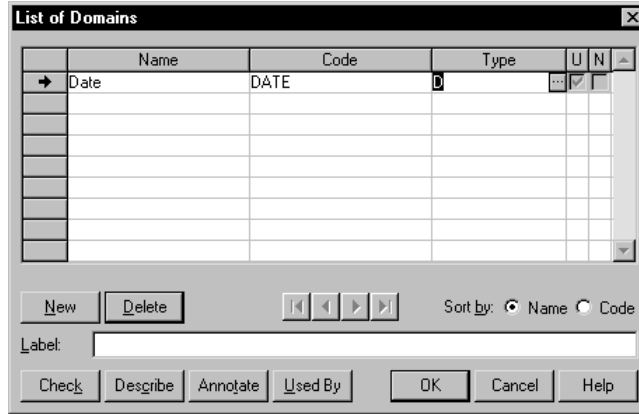 List of Domains
Name Code Type U N
Date DATE D ...
New Delete Sort by: Name Code
Label:
Check Describe Annotate Used By OK Cancel Help